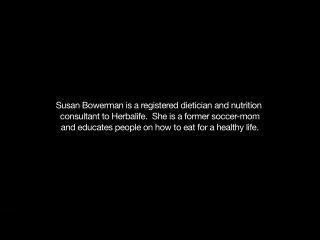 Susan Bowerman is a registered dietician and nutrition
consultant to Herbalife. She is a former soccer-mom
and educates people on how to eat for a healthy life.